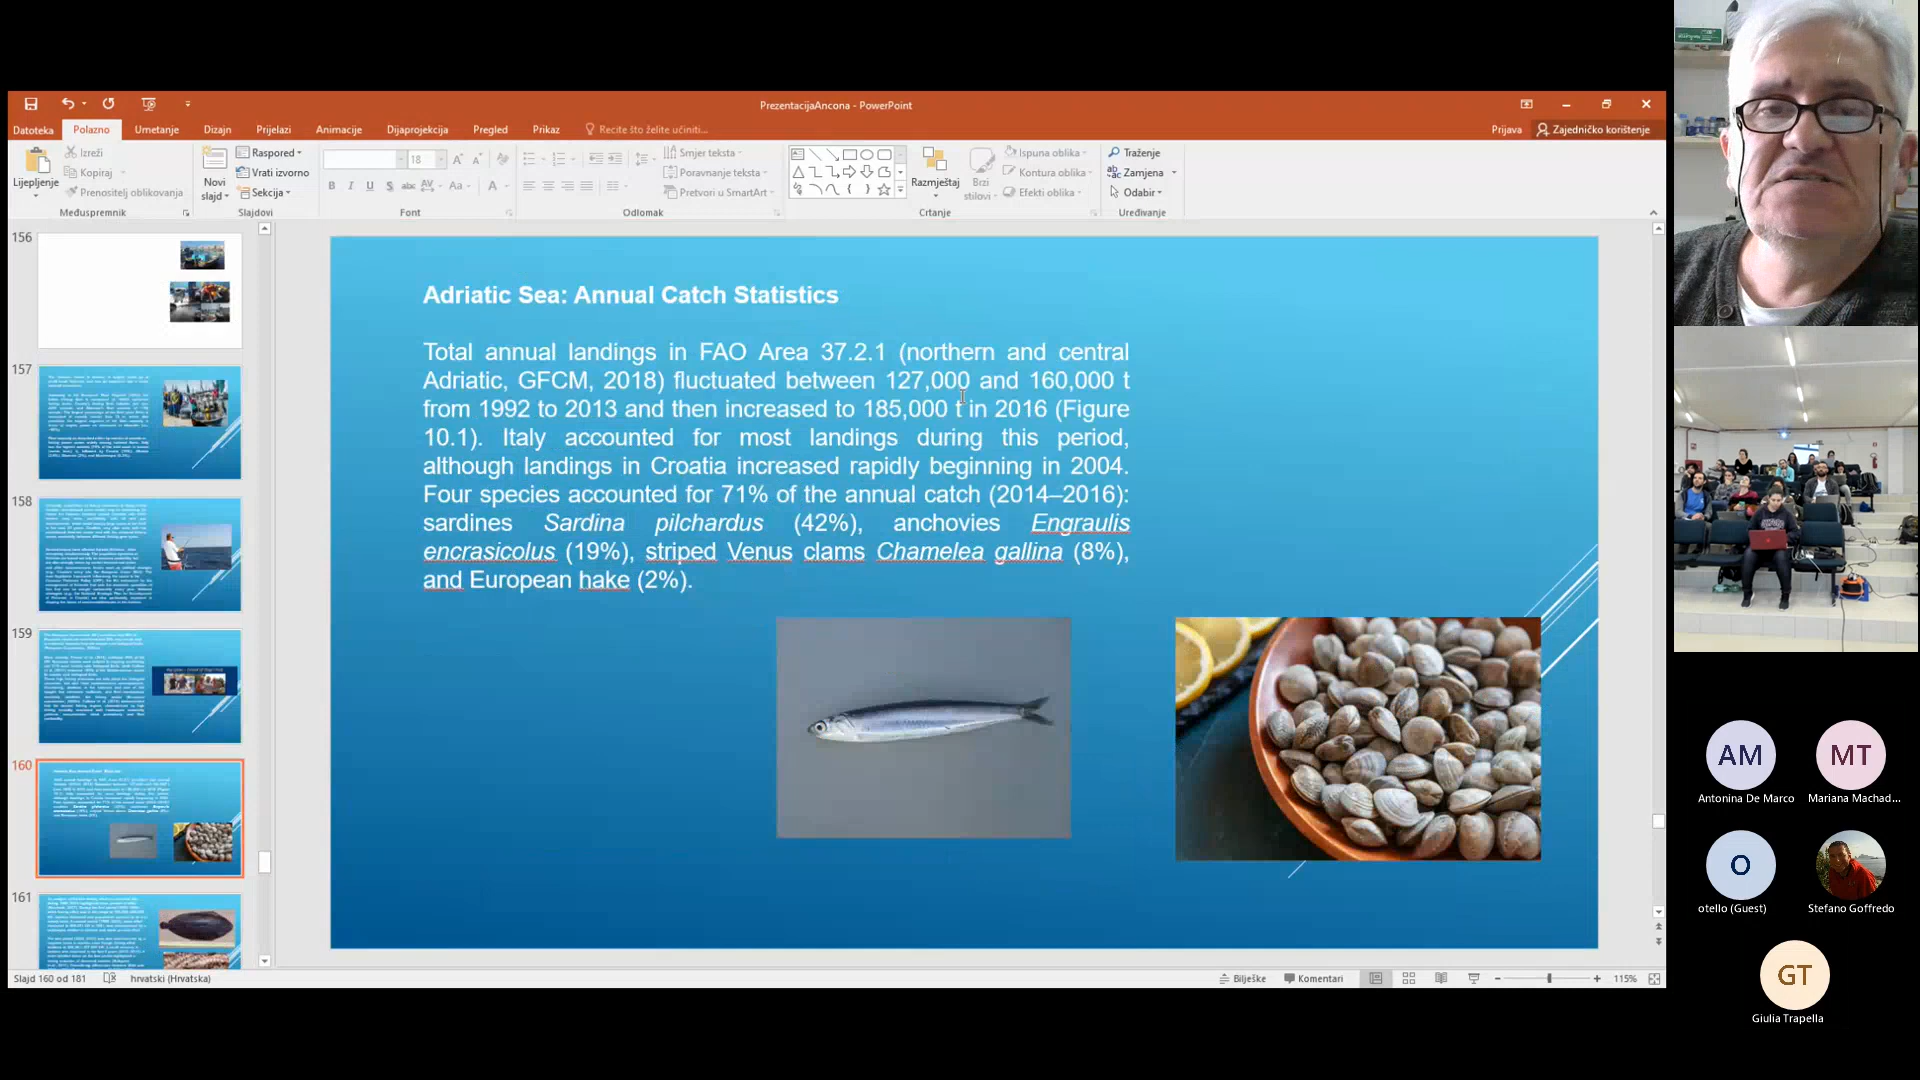 PrezentacijaAncona - PowerPoint
Datoteka Polazno Umetanje Dizajn Prijelazi Animacije Dijaprojekcija Pregled Prikaz Recite što želite učiniti... Prijava Zajedničko korištenje
Lijepljenje
Izreži
Kopiraj
Prenositelj oblikovanja
Međuspremnik
Novi
slajd
Raspored
Vrati izvorno
Sekcija
Slajdovi
18
B I U S abc AV Aa A
Font
Smjer teksta
Poravnanje teksta
Pretvori u SmartArt
Odlomak
Razmještaj
Brzi
stilovi
Ispuna oblika
Kontura oblika
Efekti oblika
Crtanje
Traženje
Zamjena
Odabir
Uređivanje
156
157
158
159
160
161
Adriatic Sea: Annual Catch Statistics
Total annual landings in FAO Area 37.2.1 (northern and central
Adriatic, GFCM, 2018) fluctuated between 127,000 and 160,000 t
from 1992 to 2013 and then increased to 185,000 t in 2016 (Figure
10.1). Italy accounted for most landings during this period,
although landings in Croatia increased rapidly beginning in 2004.
Four species accounted for 71% of the annual catch (2014–2016):
sardines Sardina pilchardus (42%), anchovies Engraulis
encrasicolus (19%), striped Venus clams Chamelea gallina (8%),
and European hake (2%).
Slajd 160 od 181 hrvatski (Hrvatska) Bilješke Komentari 115%
AM
Antonina De Marco
MT
Mariana Machad...
O
otello (Guest)
Stefano Goffredo
GT
Giulia Trapella